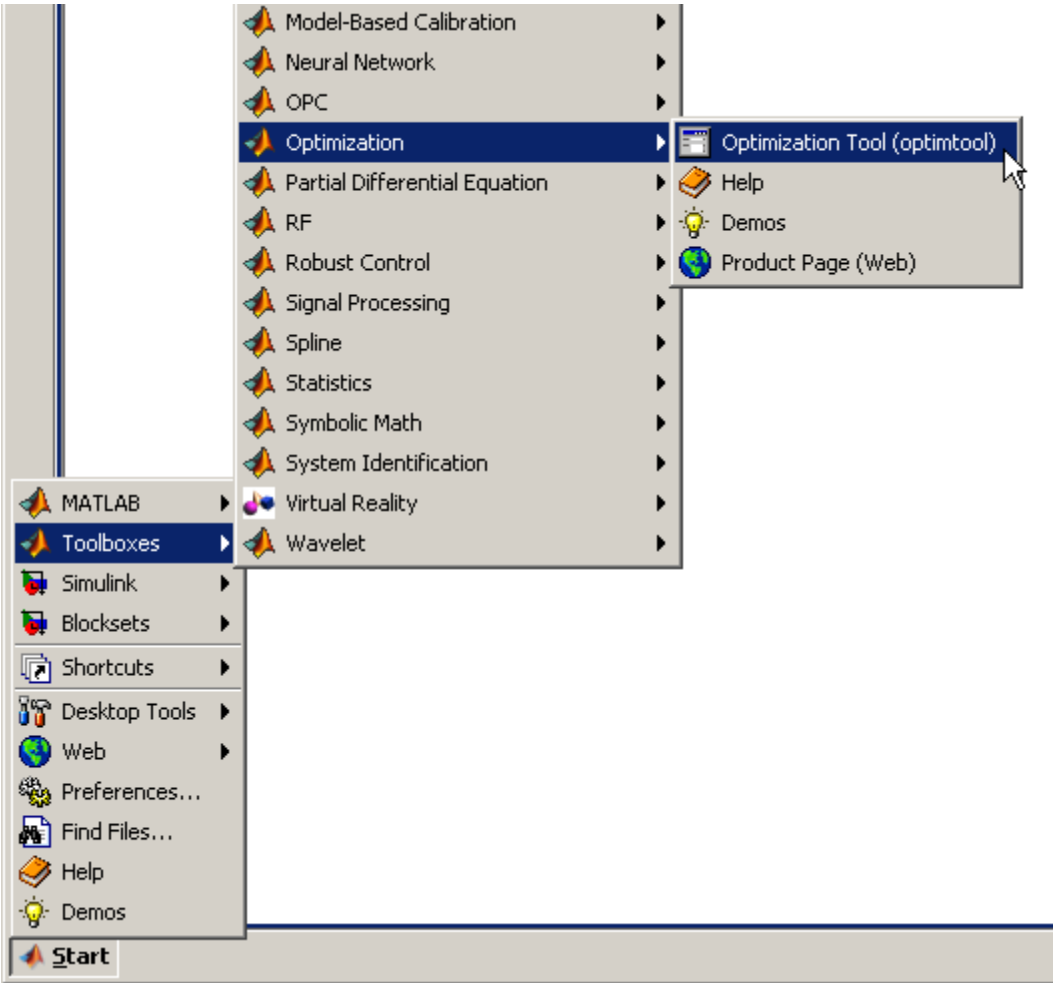 Model-Based Calibration
Neural Network
OPC
Optimization
Partial Differential Equation
RF
Robust Control
Signal Processing
Spline
Statistics
Symbolic Math
System Identification
Virtual Reality
Wavelet
Optimization Tool (optimtool)
Help
Demos
Product Page (Web)
MATLAB
Toolboxes
Simulink
Blocksets
Shortcuts
Desktop Tools
Web
Preferences...
Find Files...
Help
Demos
Start